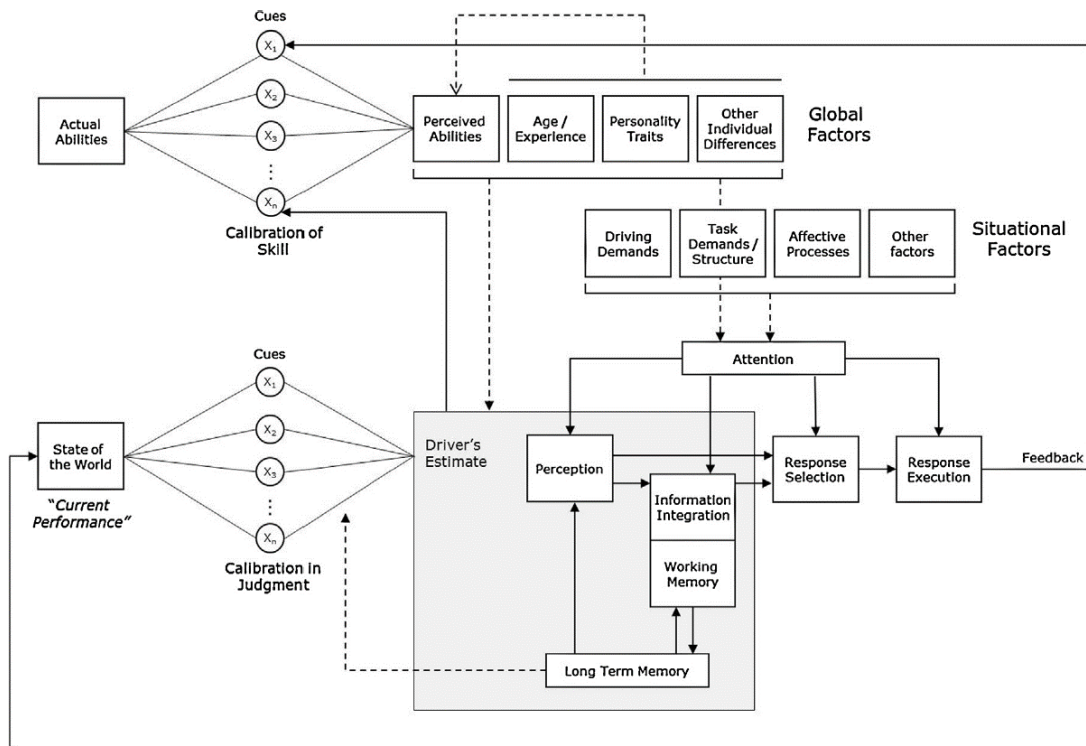 Cues
X1
X2
X3
⋮
Xn
Actual
Abilities
Calibration of
Skill
Perceived
Abilities
Age /
Experience
Personality
Traits
Other
Individual
Differences
Global
Factors
Driving
Demands
Task
Demands /
Structure
Affective
Processes
Other
factors
Situational
Factors
Attention
Cues
X1
X2
X3
⋮
Xn
State of
the World
"Current
Performance"
Calibration in
Judgment
Driver's
Estimate
Perception
Information
Integration
Working
Memory
Long Term Memory
Response
Selection
Response
Execution
Feedback